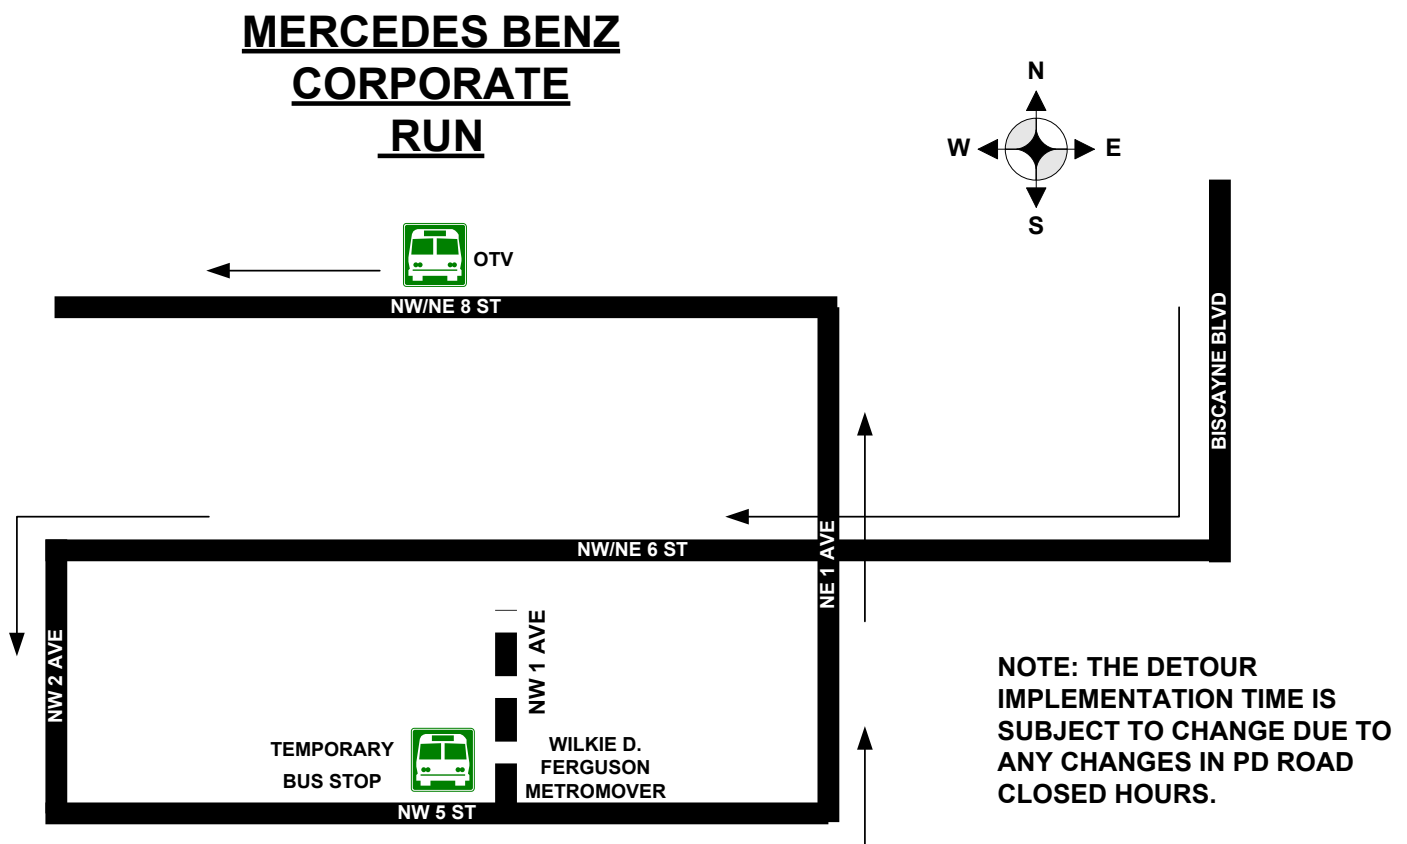 MERCEDES BENZ
CORPORATE
RUN
N
W
E
S
OTV
NW/NE 8 ST
BISCAYNE BLVD
NW/NE 6 ST
NE 1 AVE
NW 2 AVE
NW 1 AVE
TEMPORARY
BUS STOP
WILKIE D.
FERGUSON
METROMOVER
NW 5 ST
NOTE: THE DETOUR
IMPLEMENTATION TIME IS
SUBJECT TO CHANGE DUE TO
ANY CHANGES IN PD ROAD
CLOSED HOURS.